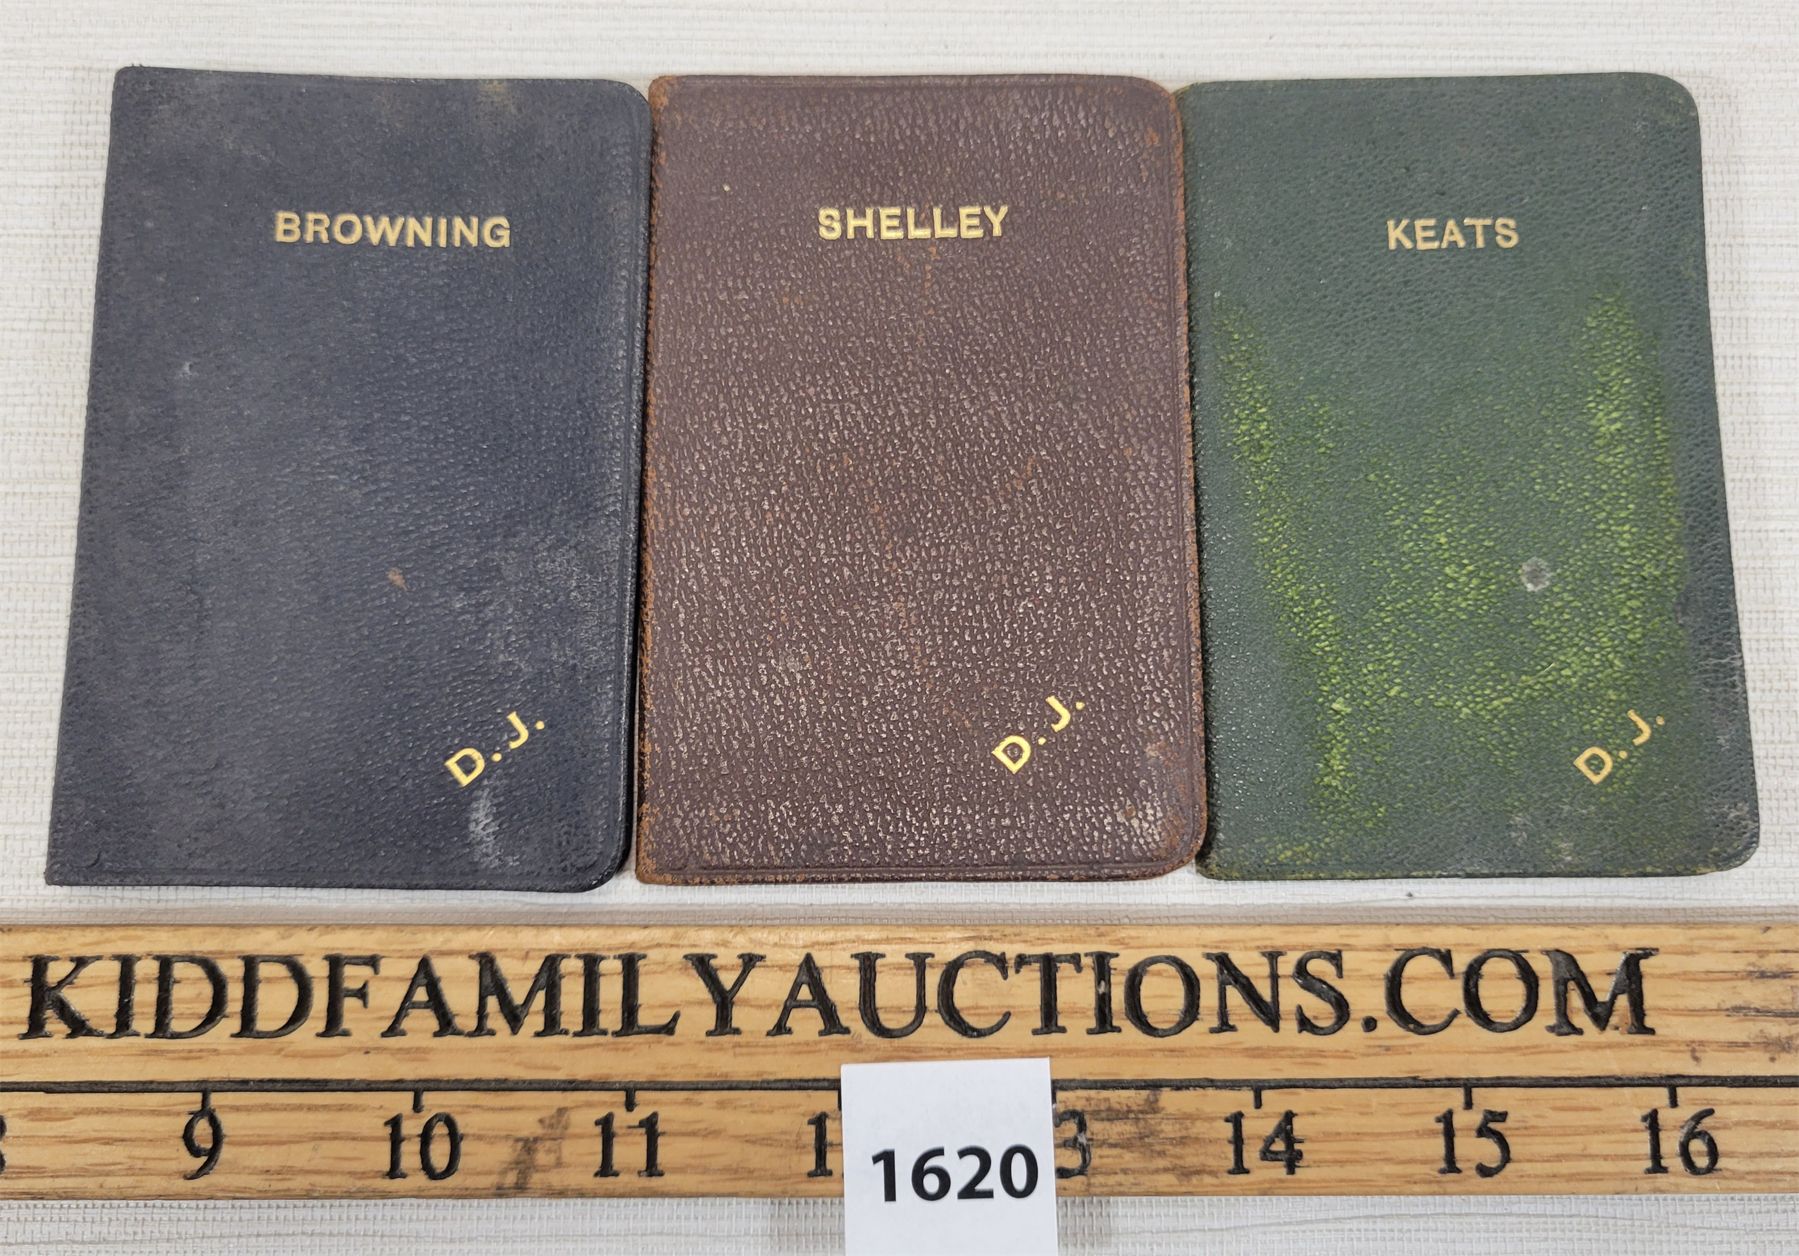 BROWNING
D. J.
SHELLEY
D. J.
KEATS
D. J.
KIDDFAMILYAUCTIONS.COM
9 10 11 14 15 16
1620